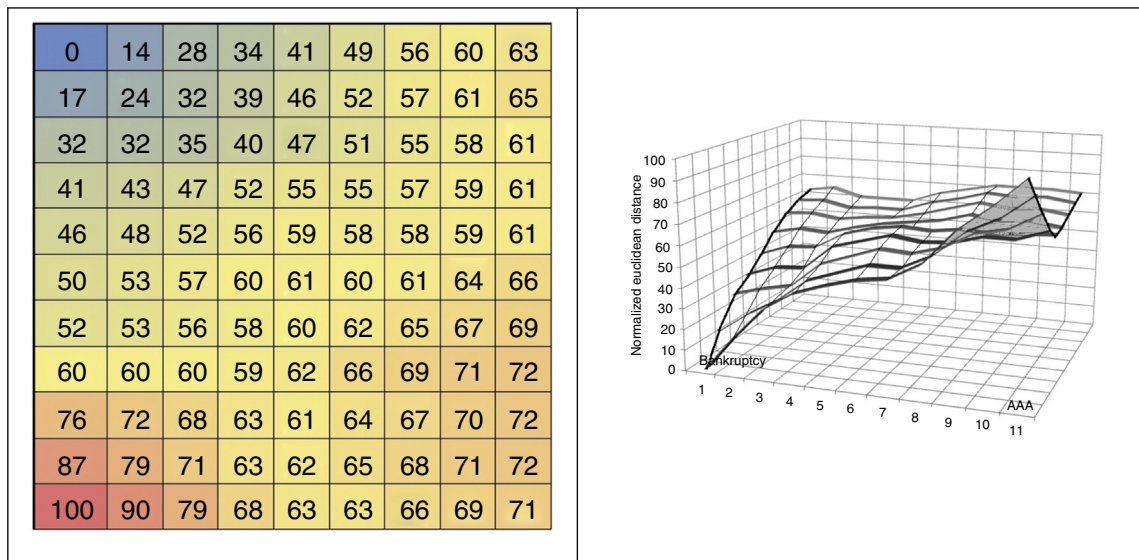 0 14 28 34 41 49 56 60 63
17 24 32 39 46 52 57 61 65
32 32 35 40 47 51 55 58 61
41 43 47 52 55 55 57 59 61
46 48 52 56 59 58 58 59 61
50 53 57 60 61 60 61 64 66
52 53 56 58 60 62 65 67 69
60 60 60 59 62 66 69 71 72
76 72 68 63 61 64 67 70 72
87 79 71 63 62 65 68 71 72
100 90 79 68 63 63 66 69 71
Normalized euclidean distance
100
90
80
70
60
50
40
30
20
10
0
Bankruptcy
AAA
1 2 3 4 5 6 7 8 9 10 11